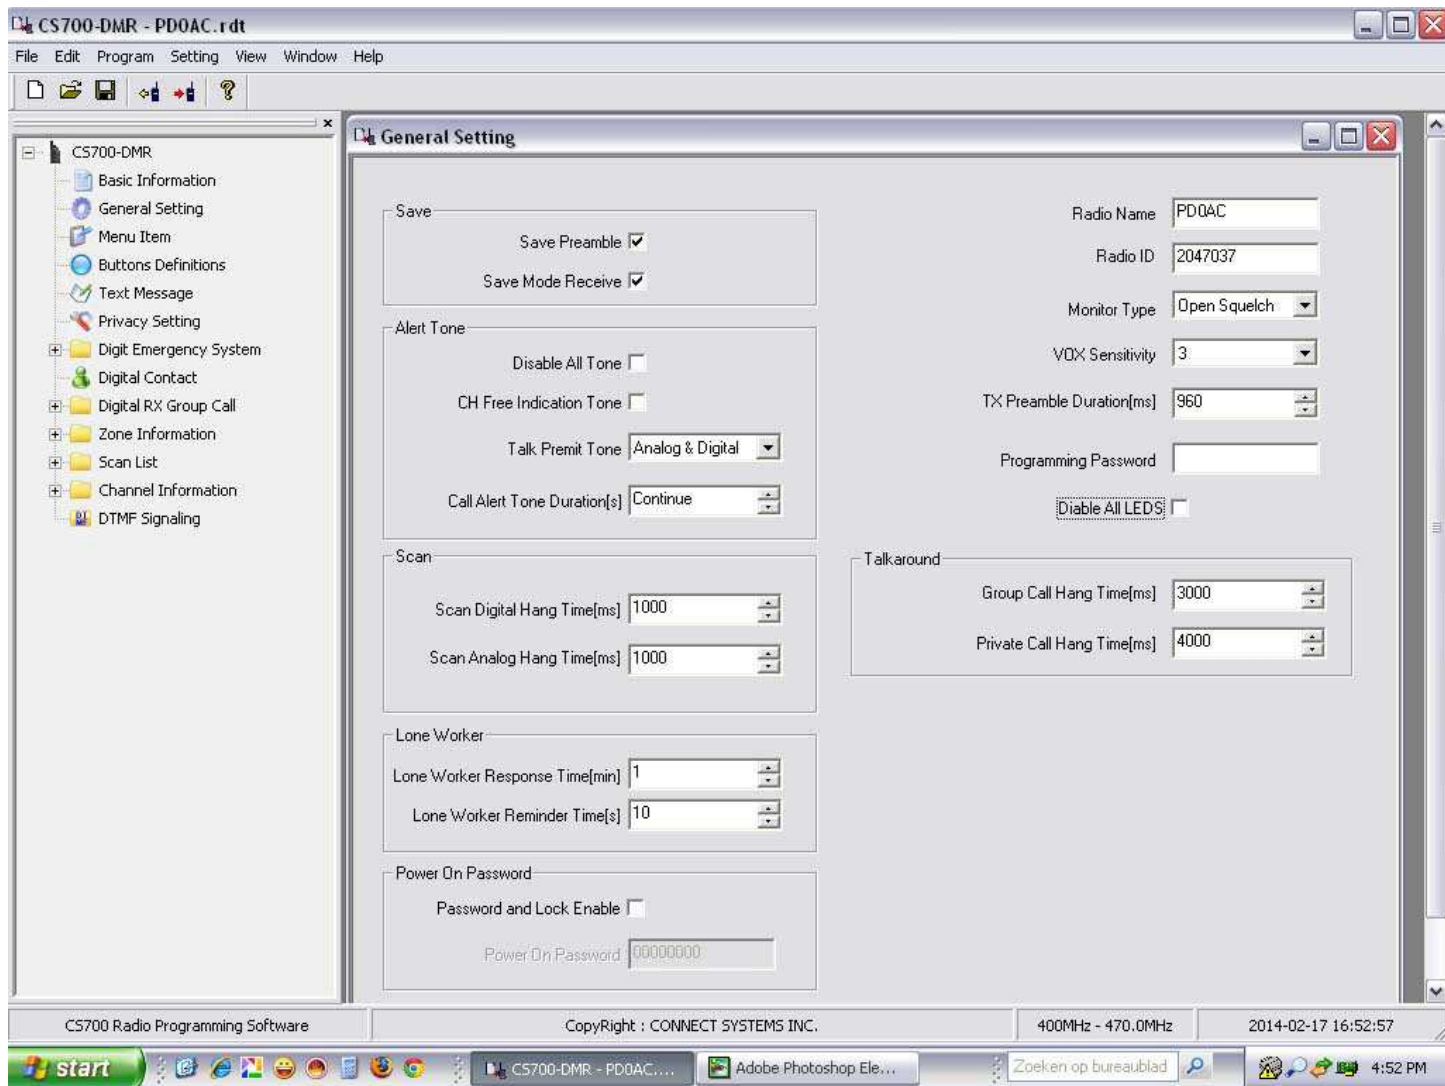 CS700-DMR - PD0AC.rdt
File Edit Program Setting View Window Help
CS700-DMR
Basic Information
General Setting
Menu Item
Buttons Definitions
Text Message
Privacy Setting
Digit Emergency System
Digital Contact
Digital RX Group Call
Zone Information
Scan List
Channel Information
DTMF Signaling
General Setting
Save
Save Preamble
Save Mode Receive
Alert Tone
Disable All Tone
CH Free Indication Tone
Talk Premit Tone Analog & Digital
Call Alert Tone Duration[s] Continue
Scan
Scan Digital Hang Time[ms] 1000
Scan Analog Hang Time[ms] 1000
Lone Worker
Lone Worker Response Time[min] 1
Lone Worker Reminder Time[s] 10
Power On Password
Password and Lock Enable
Power On Password 00000000
Radio Name PD0AC
Radio ID 2047037
Monitor Type Open Squelch
VOX Sensitivity 3
TX Preamble Duration[ms] 960
Programming Password
Diable All LEDS
Talkaround
Group Call Hang Time[ms] 3000
Private Call Hang Time[ms] 4000
CS700 Radio Programming Software
CopyRight : CONNECT SYSTEMS INC.
400MHz - 470.0MHz
2014-02-17 16:52:57
start
CS700-DMR - PD0AC....
Adobe Photoshop Ele...
Zoeken op bureaublad
4:52 PM